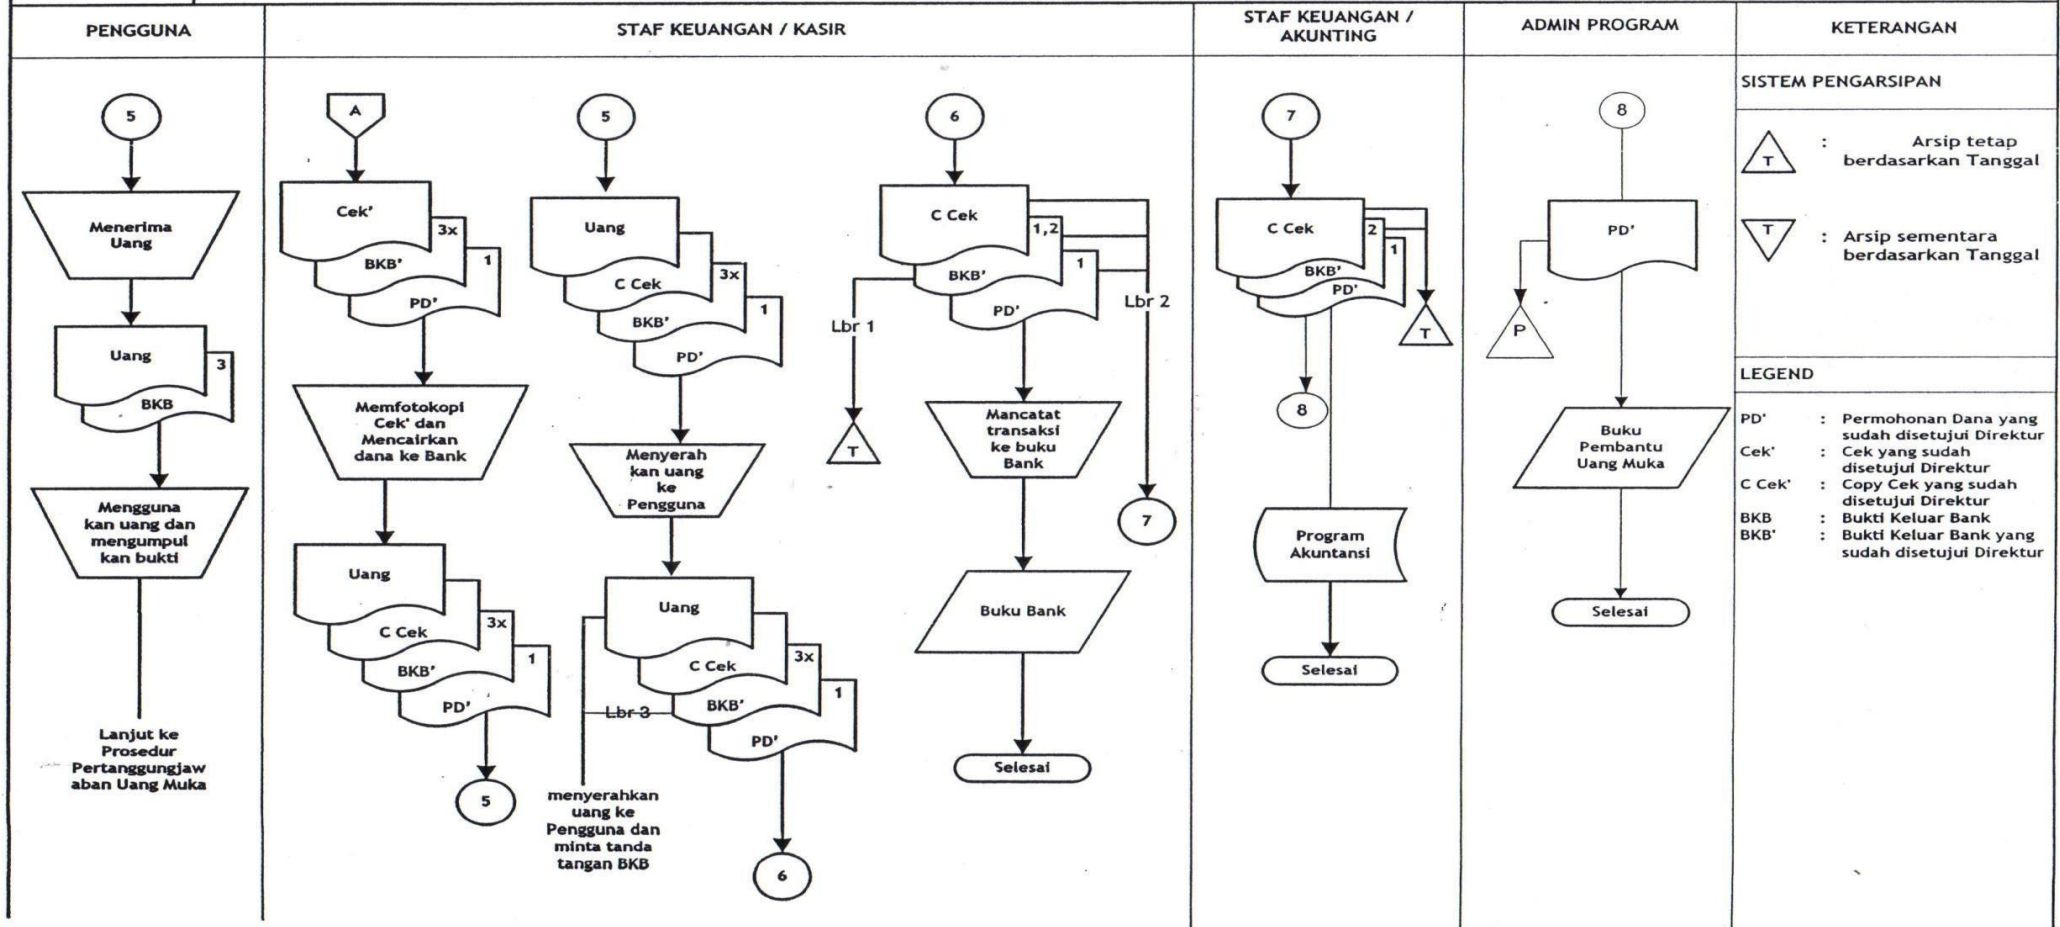 PENGGUNA
STAF KEUANGAN / KASIR
STAF KEUANGAN /
AKUNTING
ADMIN PROGRAM
KETERANGAN
5
Menerima
Uang
Uang
3
BKB
Mengguna
kan uang dan
mengumpul
kan bukti
Lanjut ke
Prosedur
Pertanggungjaw
aban Uang Muka
A
Cek'
3x
BKB'
1
PD'
Memfotokopi
Cek' dan
Mencairkan
dana ke Bank
Uang
C Cek
3x
BKB'
1
PD'
5
5
Uang
C Cek
3x
BKB'
1
PD'
Menyerah
kan uang
ke
Pengguna
Uang
C Cek
3x
BKB'
1
PD'
Lbr 3
menyerahkan
uang ke
Pengguna dan
minta tanda
tangan BKB
6
6
C Cek
1,2
BKB'
1
PD'
Lbr 1
Lbr 2
T
Mancatat
transaksi
ke buku
Bank
7
Buku Bank
Selesai
7
C Cek
2
BKB'
1
PD'
T
8
Program
Akuntansi
Selesai
8
PD'
P
Buku
Pembantu
Uang Muka
Selesai
SISTEM PENGARSIPAN
T : Arsip tetap
berdasarkan Tanggal
T : Arsip sementara
berdasarkan Tanggal
LEGEND
PD' : Permohonan Dana yang
sudah disetujui Direktur
Cek' : Cek yang sudah
disetujui Direktur
C Cek' : Copy Cek yang sudah
disetujui Direktur
BKB : Bukti Keluar Bank
BKB' : Bukti Keluar Bank yang
sudah disetujui Direktur